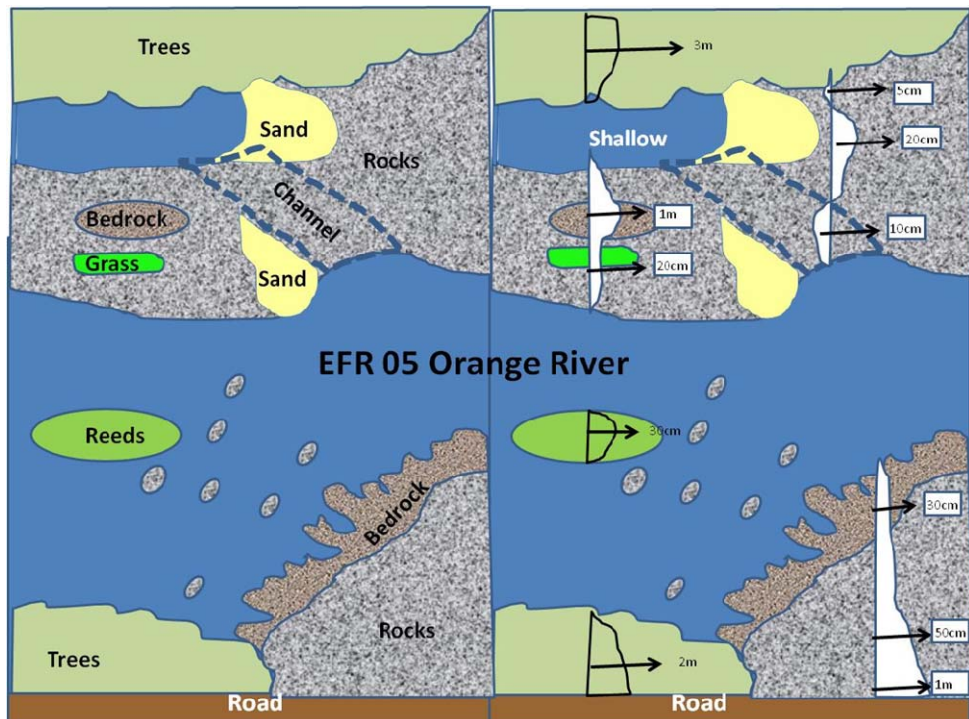 Trees
Sand
Rocks
Channel
Bedrock
Grass
Sand
Reeds
Bedrock
Rocks
Trees
Road
EFR 05 Orange River
3m
5cm
Shallow
20cm
1m
10cm
20cm
30cm
30cm
50cm
2m
1m
Road